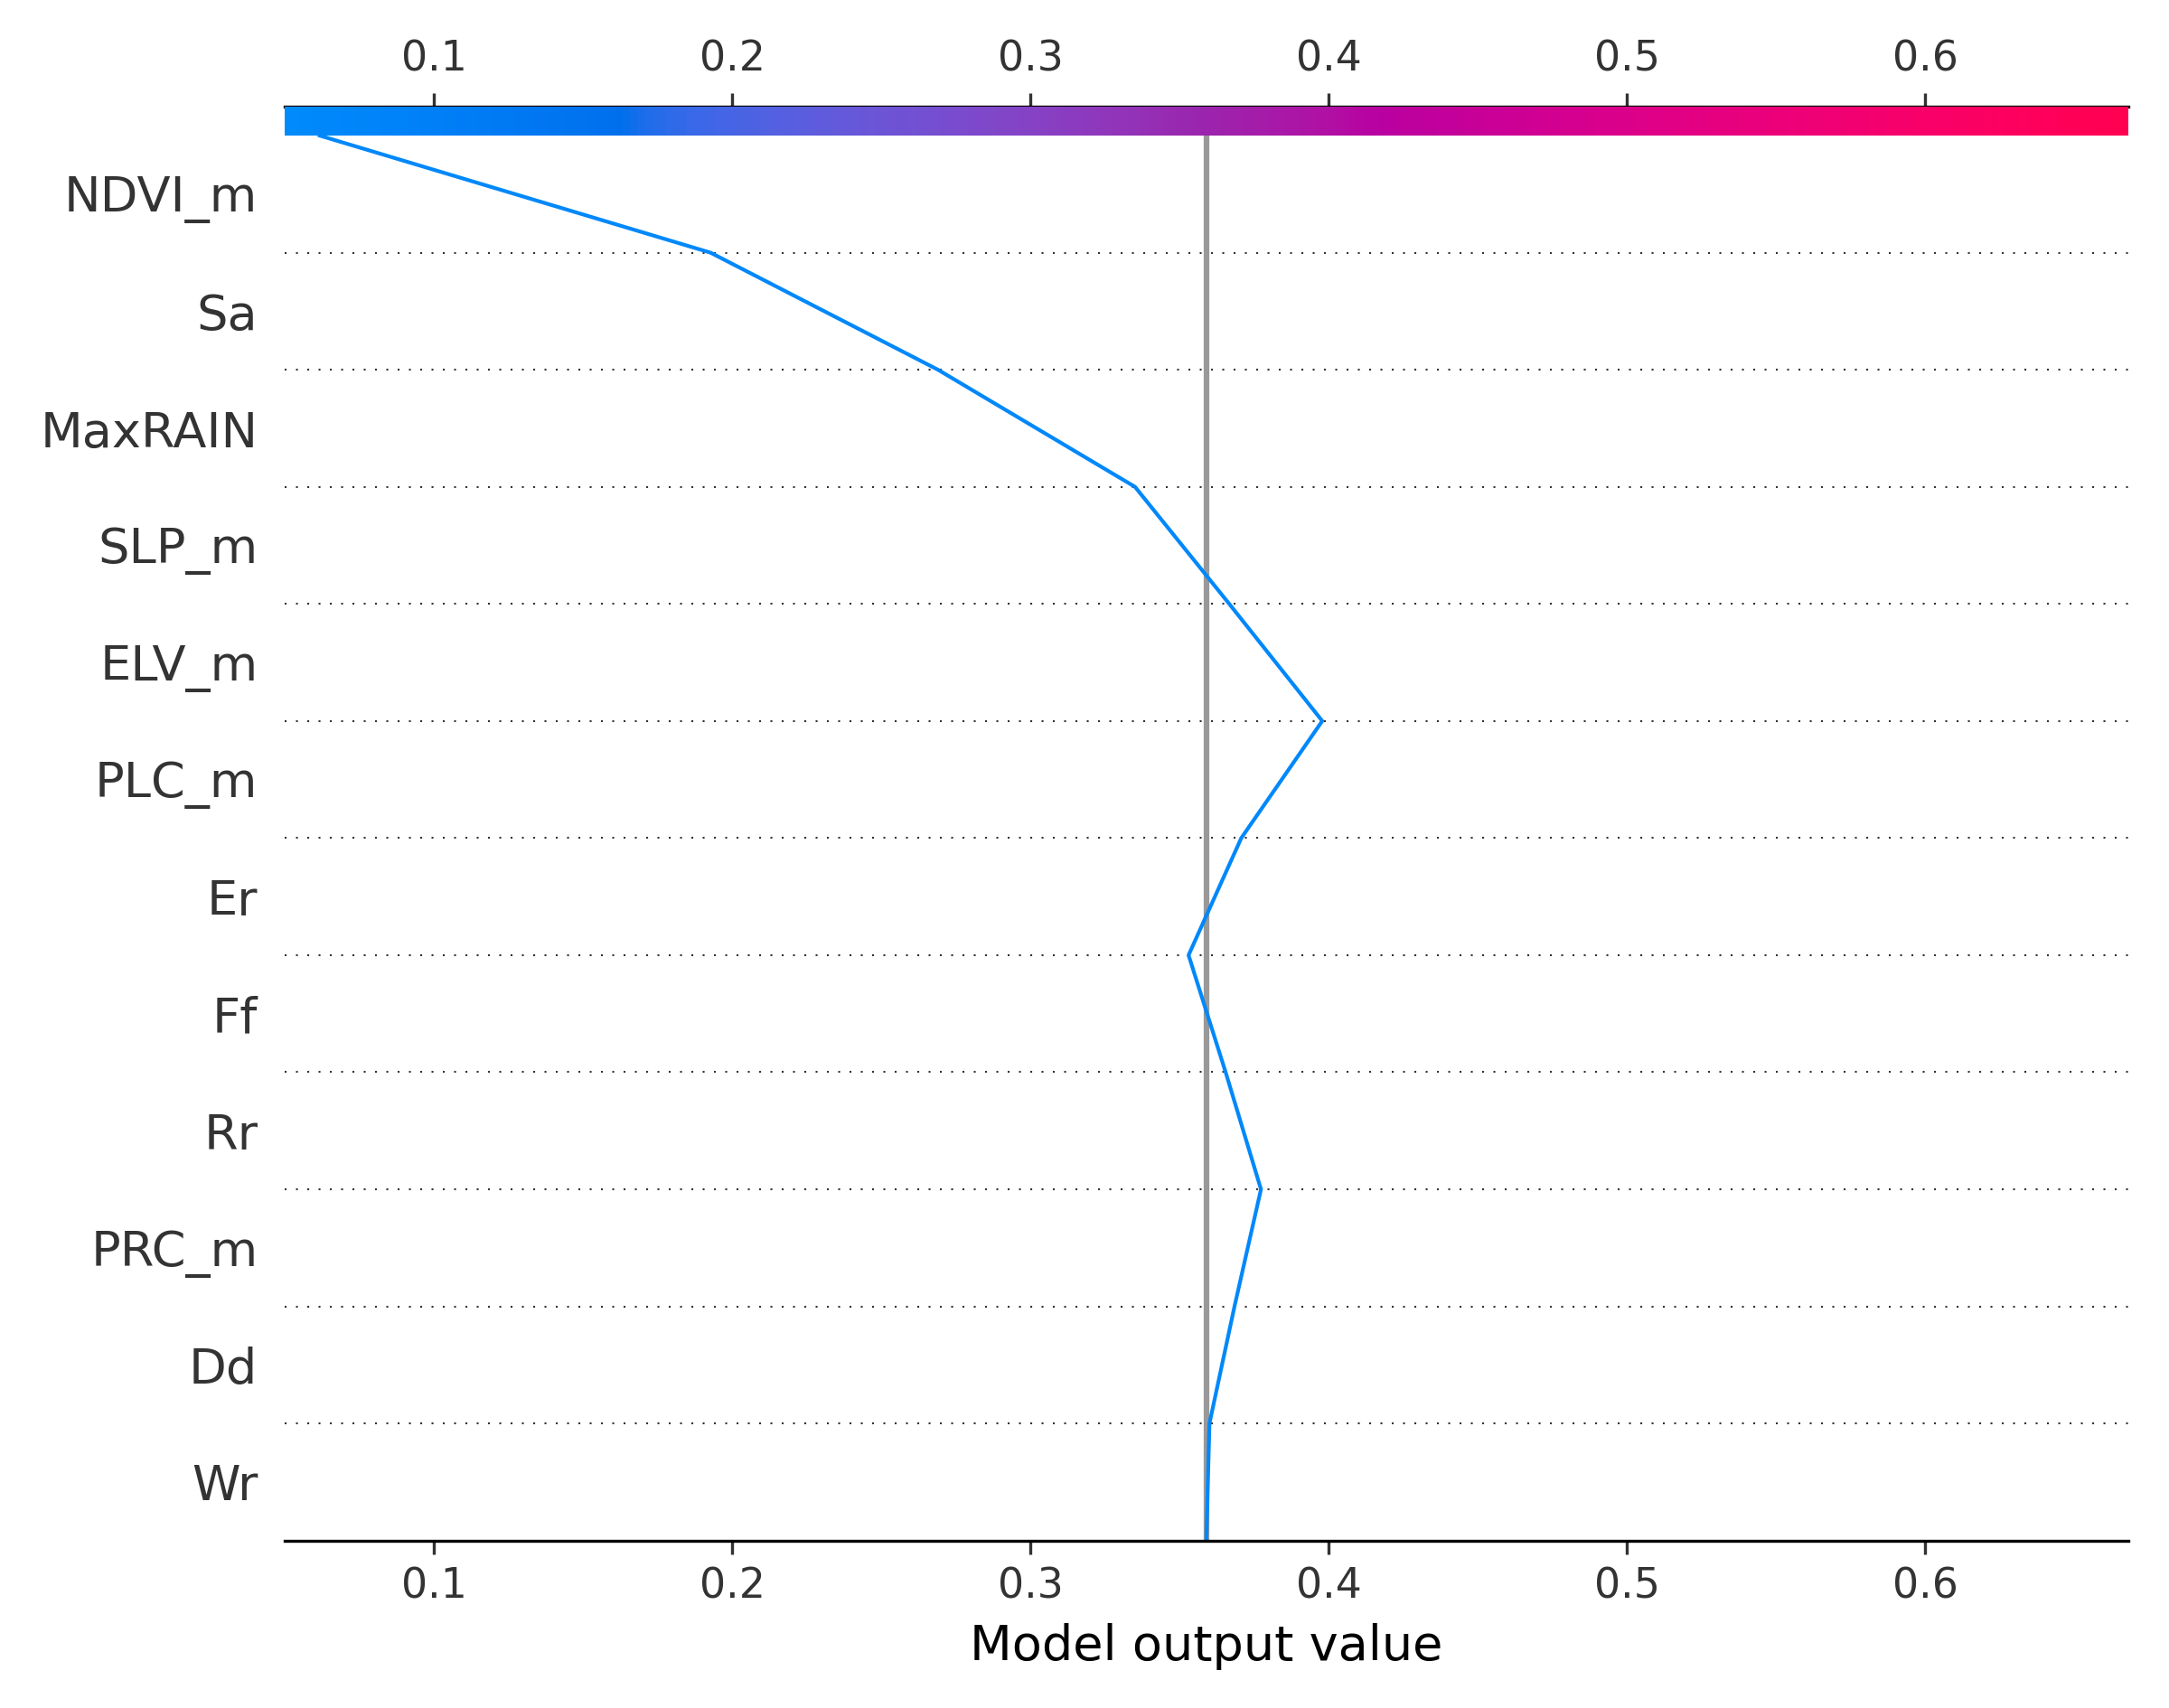 0.1 0.2 0.3 0.4 0.5 0.6
NDVI_m
Sa
MaxRAIN
SLP_m
ELV_m
PLC_m
Er
Ff
Rr
PRC_m
Dd
Wr
0.1 0.2 0.3 0.4 0.5 0.6
Model output value